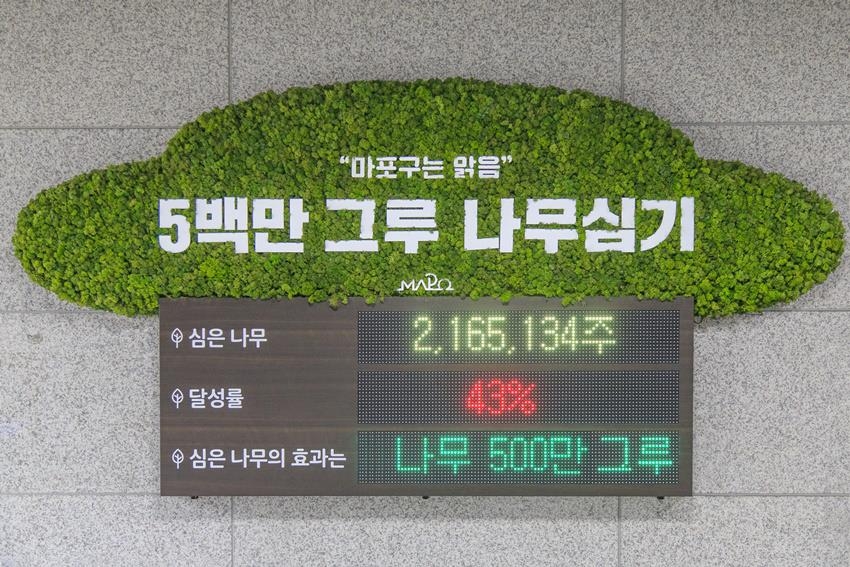 “마포구는 맑음”
5백만 그루 나무심기
MAPO
심은 나무 2,165,134주
달성률 43%
심은 나무의 효과는 나무 500만 그루